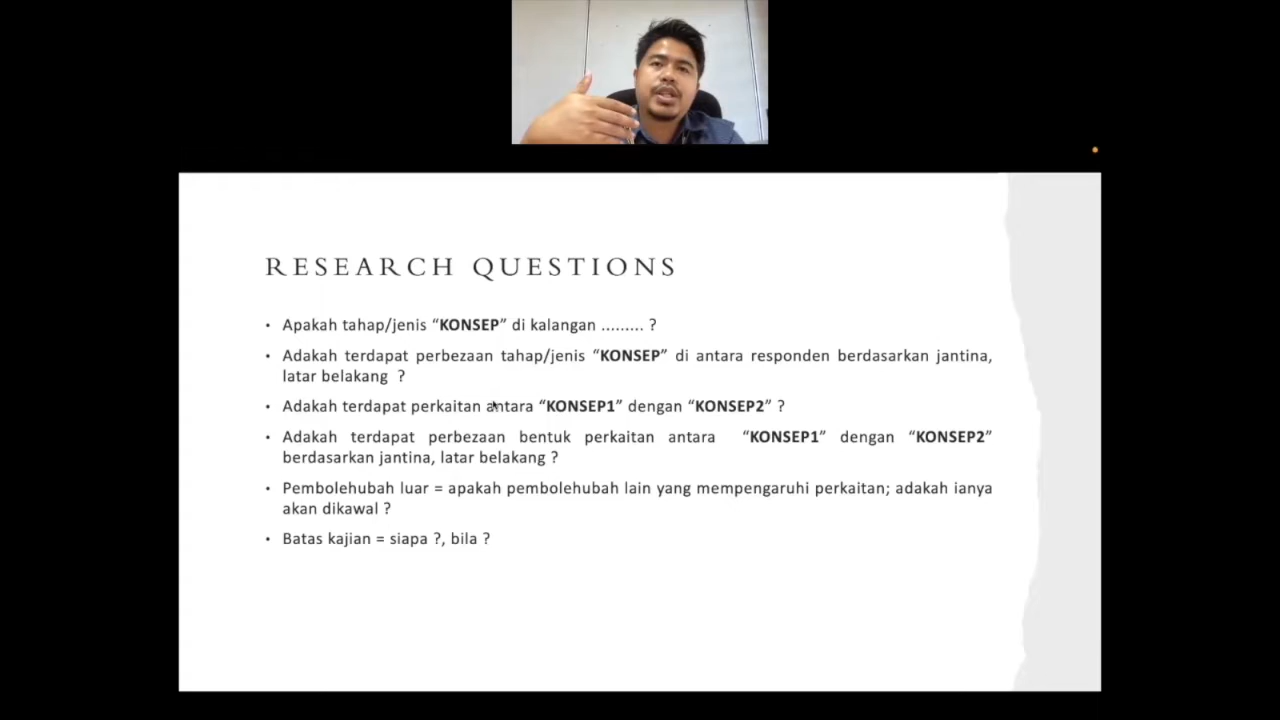 RESEARCH QUESTIONS
• Apakah tahap/jenis “KONSEP” di kalangan ......... ?
• Adakah terdapat perbezaan tahap/jenis “KONSEP” di antara responden berdasarkan jantina,
latar belakang ?
• Adakah terdapat perkaitan antara “KONSEP1” dengan “KONSEP2” ?
• Adakah terdapat perbezaan bentuk perkaitan antara “KONSEP1” dengan “KONSEP2”
berdasarkan jantina, latar belakang ?
• Pembolehubah luar = apakah pembolehubah lain yang mempengaruhi perkaitan; adakah ianya
akan dikawal ?
• Batas kajian = siapa ?, bila ?